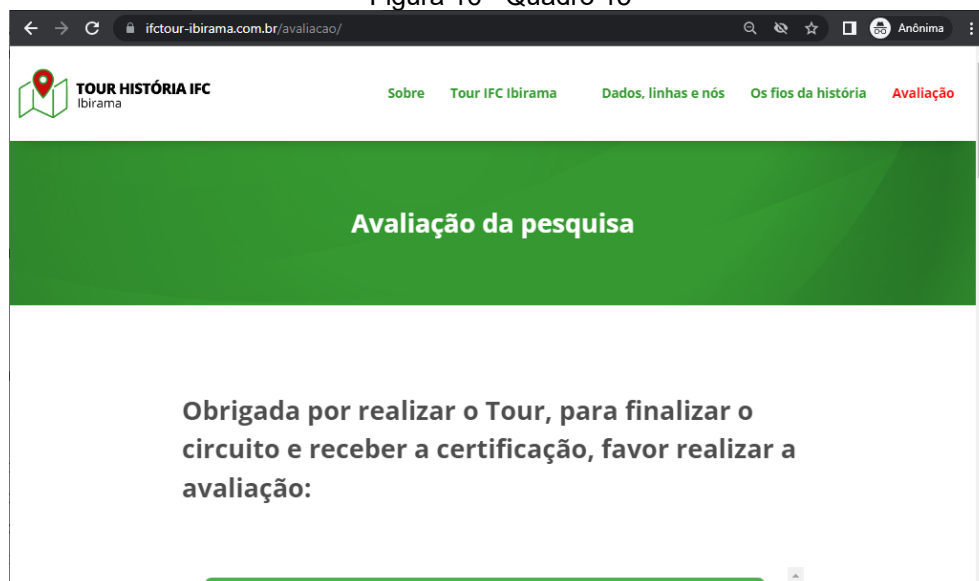 ifctour-ibirama.com.br/avaliacao/
Anônima
TOUR HISTÓRIA IFC
Ibirama
Sobre
Tour IFC Ibirama
Dados, linhas e nós
Os fios da história
Avaliação
Avaliação da pesquisa
Obrigada por realizar o Tour, para finalizar o
circuito e receber a certificação, favor realizar a
avaliação: